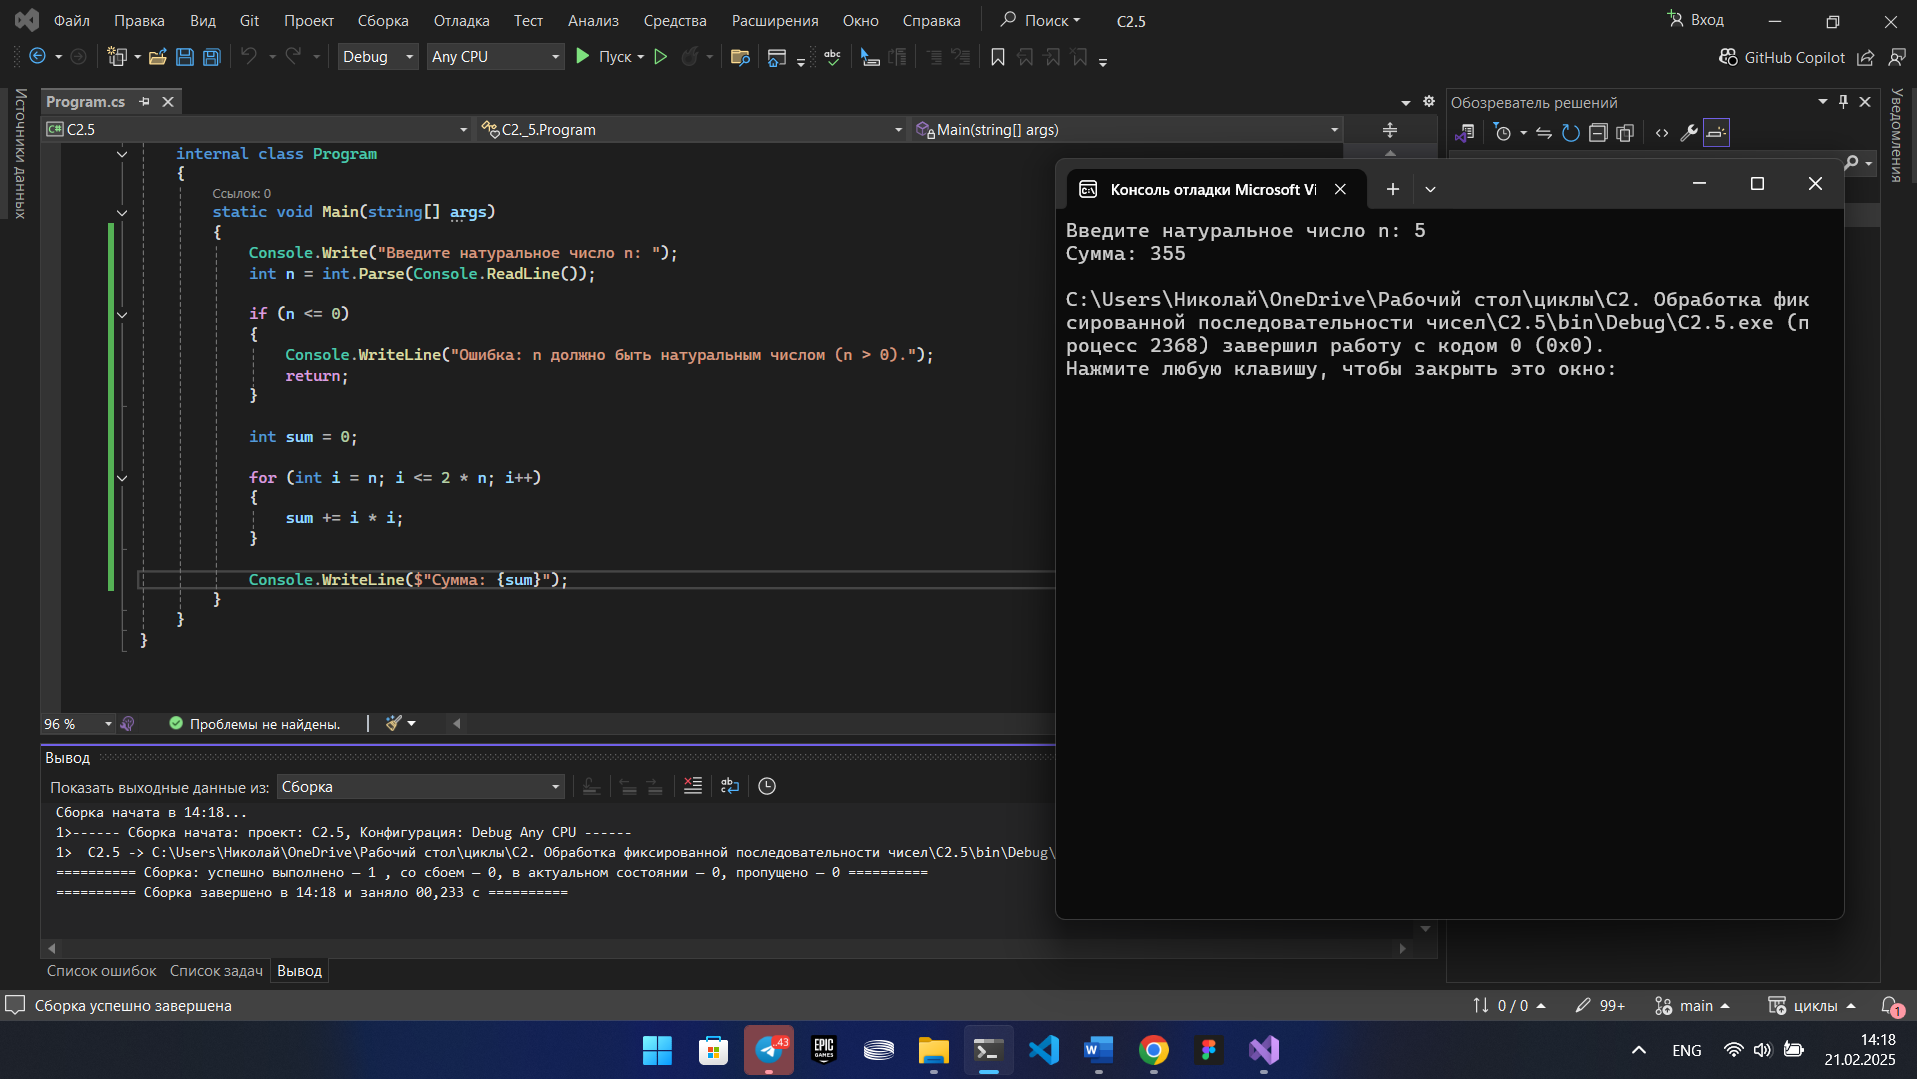 Файл Правка Вид Git Проект Сборка Отладка Тест Анализ Средства Расширения Окно Справка Поиск C2.5 Вход
Debug Any CPU Пуск GitHub Copilot
Источники данных
Program.cs
C2.5 C2._5.Program Main(string[] args)
Обозреватель решений
Уведомления
internal class Program
{
Ссылок: 0
static void Main(string[] args)
{
Console.Write("Введите натуральное число n: ");
int n = int.Parse(Console.ReadLine());
if (n <= 0)
{
Console.WriteLine("Ошибка: n должно быть натуральным числом (n > 0).");
return;
}
int sum = 0;
for (int i = n; i <= 2 * n; i++)
{
sum += i * i;
}
Console.WriteLine($"Сумма: {sum}");
}
}
}
Консоль отладки Microsoft Vi
Введите натуральное число n: 5
Сумма: 355
C:\Users\Николай\OneDrive\Рабочий стол\циклы\C2. Обработка фик
сированной последовательности чисел\C2.5\bin\Debug\C2.5.exe (п
роцесс 2368) завершил работу с кодом 0 (0x0).
Нажмите любую клавишу, чтобы закрыть это окно:
96 % Проблемы не найдены.
Вывод
Показать выходные данные из: Сборка
Сборка начата в 14:18...
1>------ Сборка начата: проект: C2.5, Конфигурация: Debug Any CPU ------
1>  C2.5 -> C:\Users\Николай\OneDrive\Рабочий стол\циклы\C2. Обработка фиксированной последовательности чисел\C2.5\bin\Debug\
========== Сборка: успешно выполнено — 1 , со сбоем — 0, в актуальном состоянии — 0, пропущено — 0 ==========
========== Сборка завершено в 14:18 и заняло 00,233 с ==========
Список ошибок Список задач Вывод
Сборка успешно завершена 0 / 0 99+ main циклы 1
..43 EPIC GAMES ENG 14:18
21.02.2025